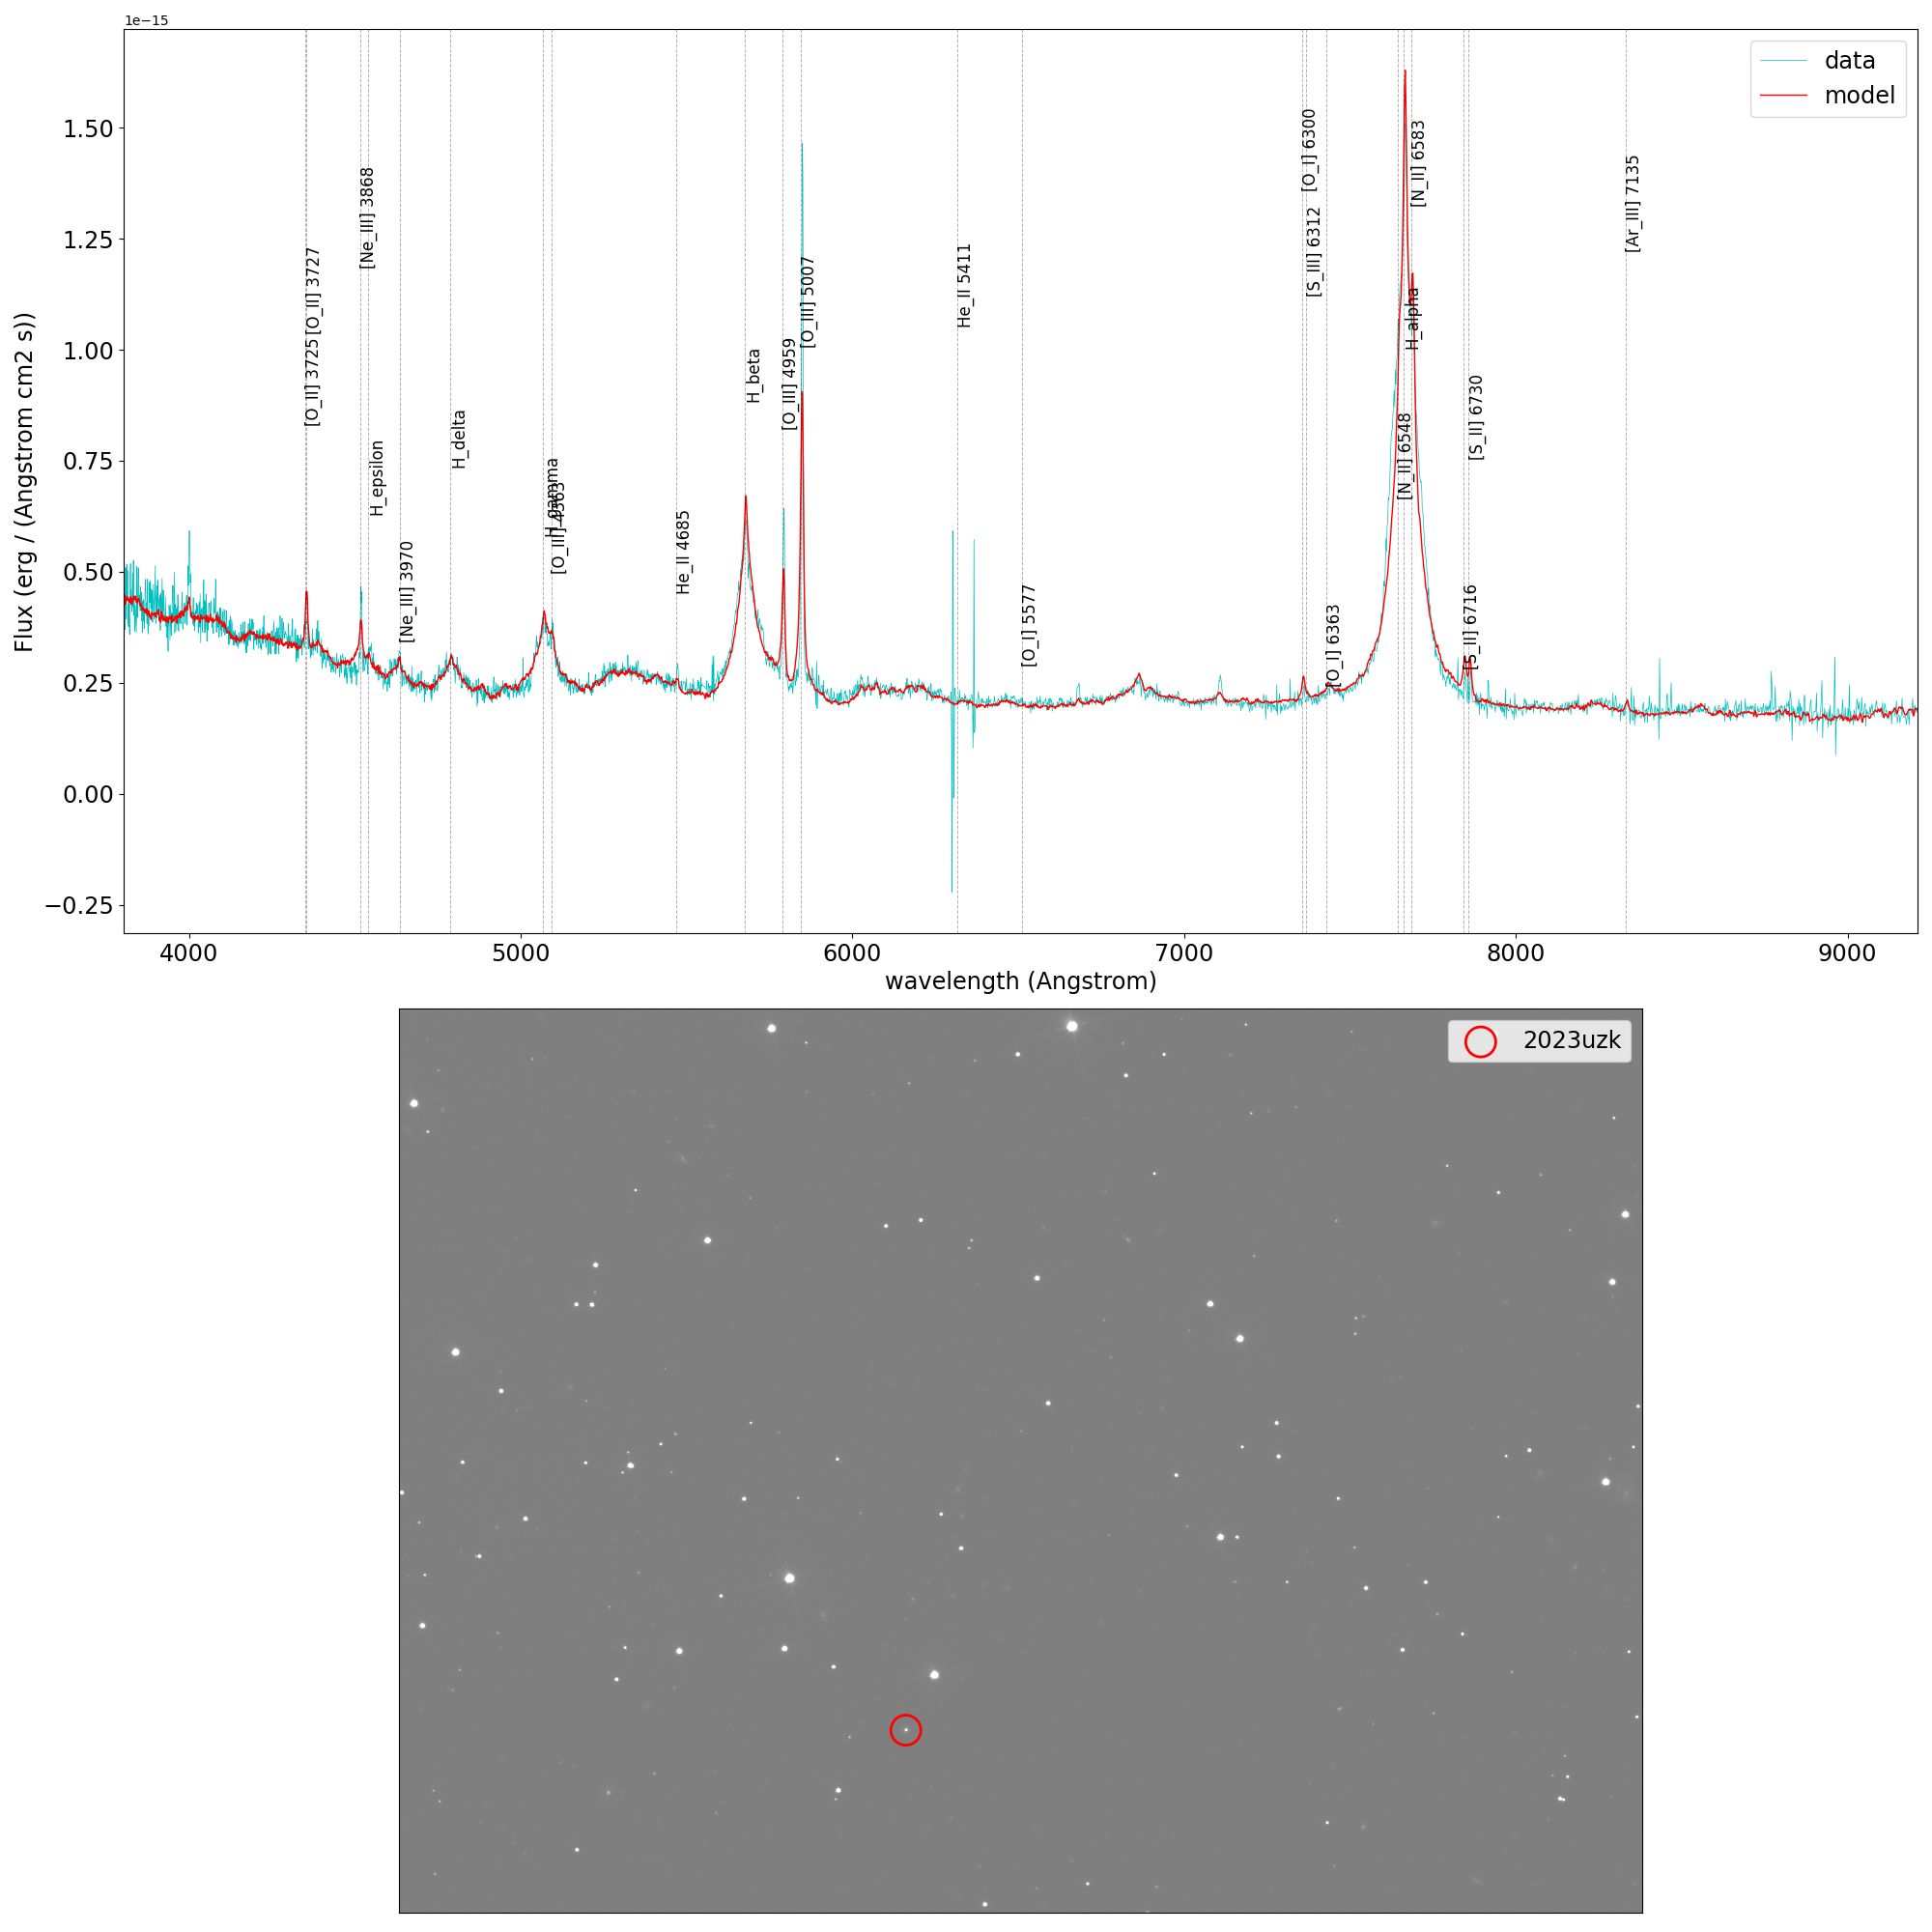 1e−15
data
model
1.50
1.25
1.00
0.75
0.50
0.25
0.00
−0.25
Flux (erg / (Angstrom cm2 s))
[O_II] 3725
[O_II] 3727
[Ne_III] 3868
H_epsilon
[Ne_III] 3970
H_delta
H_gamma
[O_III] 4363
He_II 4685
H_beta
[O_III] 4959
[O_III] 5007
He_II 5411
[O_I] 5577
[O_I] 6300
[S_III] 6312
[O_I] 6363
[N_II] 6548
H_alpha
[N_II] 6583
[S_II] 6716
[S_II] 6730
[Ar_III] 7135
4000 5000 6000 7000 8000 9000
wavelength (Angstrom)
2023uzk